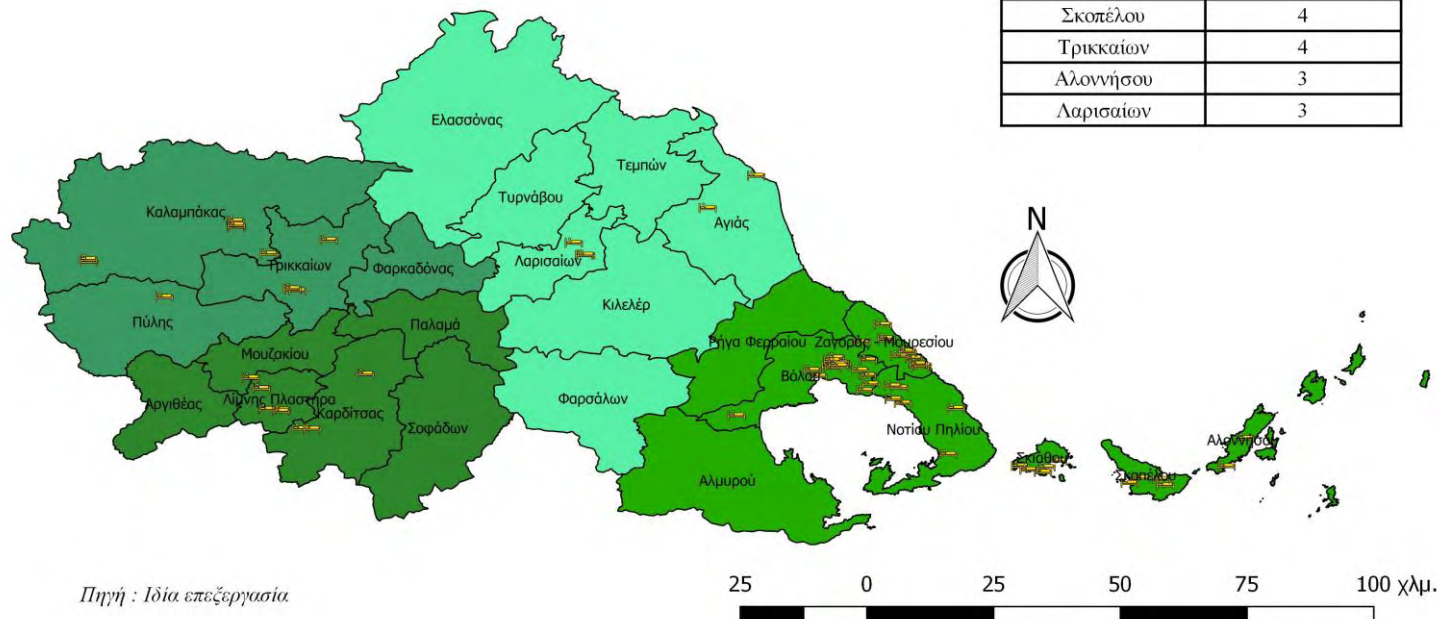 Σκοπέλου 4
Τρικκαίων 4
Αλοννήσου 3
Λαρισαίων 3
Ελασσόνας
Τεμπών
Τυρνάβου
Καλαμπάκας
Αγιάς
N
Λαρισαίων
Τρικκαίων
Φαρκαδόνας
Κιλελέρ
Πύλης
Παλαμά
Ρήγα Φερραίου
Ζαγοράς - Μουρεσίου
Μουζακίου
Βόλου
Αργιθέας
Λίμνης Πλαστήρα
Φαρσάλων
Καρδίτσας
Σοφάδων
Νοτίου Πηλίου
Αλοννήσου
Σκιάθου
Σκοπέλου
Αλμυρού
Πηγή : Ιδία επεξεργασία
25 0 25 50 75 100 χλμ.